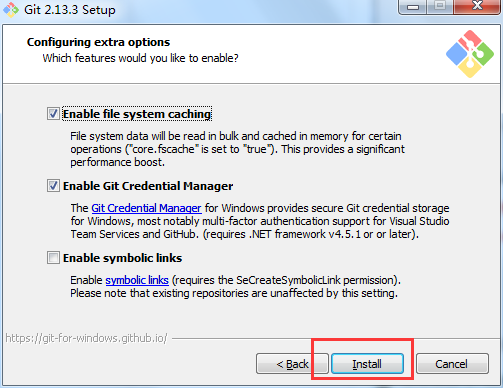 Git 2.13.3 Setup
Configuring extra options
Which features would you like to enable?
Enable file system caching
File system data will be read in bulk and cached in memory for certain
operations ("core.fscache" is set to "true"). This provides a significant
performance boost.
Enable Git Credential Manager
The Git Credential Manager for Windows provides secure Git credential storage
for Windows, most notably multi-factor authentication support for Visual Studio
Team Services and GitHub. (requires .NET framework v4.5.1 or or later).
Enable symbolic links
Enable symbolic links (requires the SeCreateSymbolicLink permission).
Please note that existing repositories are unaffected by this setting.
https://git-for-windows.github.io/
< Back
Install
Cancel